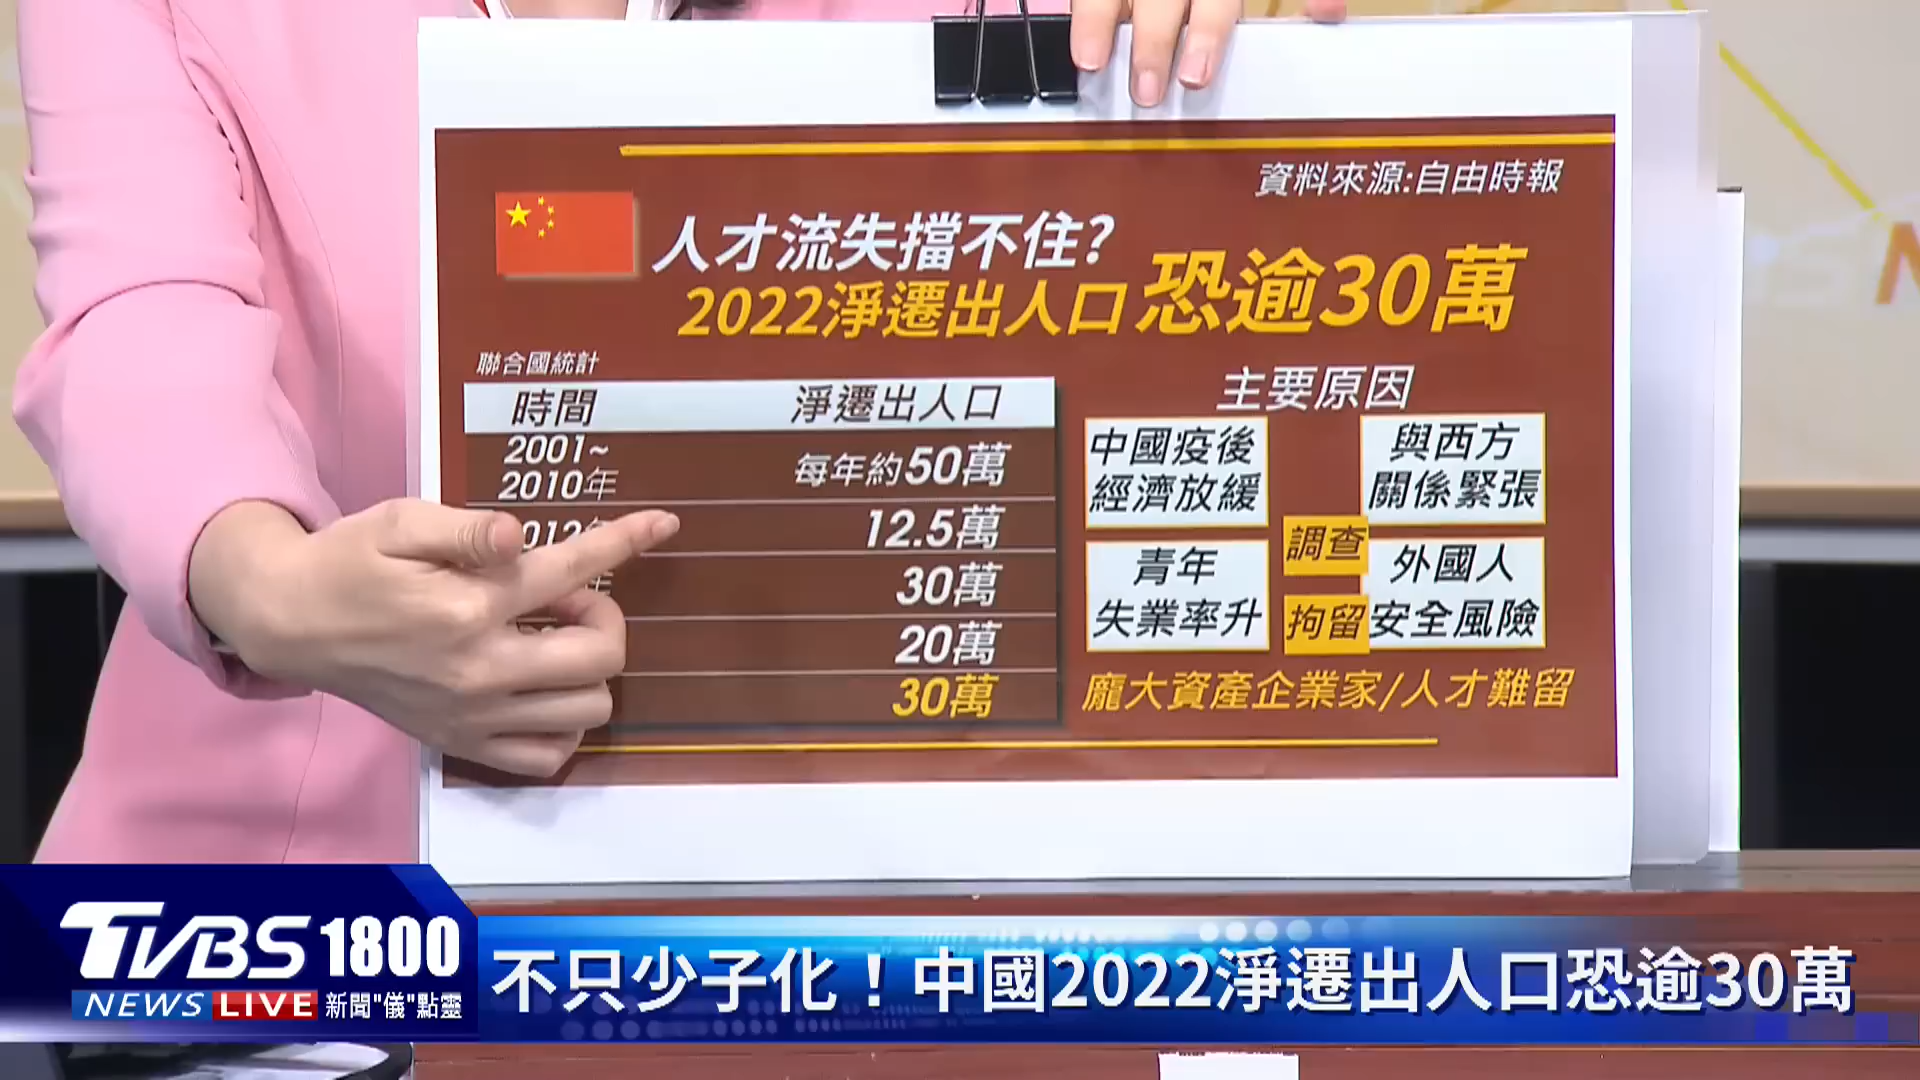 資料來源:自由時報
人才流失擋不住?
2022淨遷出人口恐逾30萬
聯合國統計
時間 淨遷出人口
2001~
2010年 每年約50萬
12.5萬
年 30萬
20萬
30萬
主要原因
中國疫後
經濟放緩
與西方
關係緊張
青年
失業率升
調查
拘留
外國人
安全風險
龐大資產企業家/人才難留
TVBS 1800
NEWS LIVE 新聞"儀"點靈
不只少子化!中國2022淨遷出人口恐逾30萬